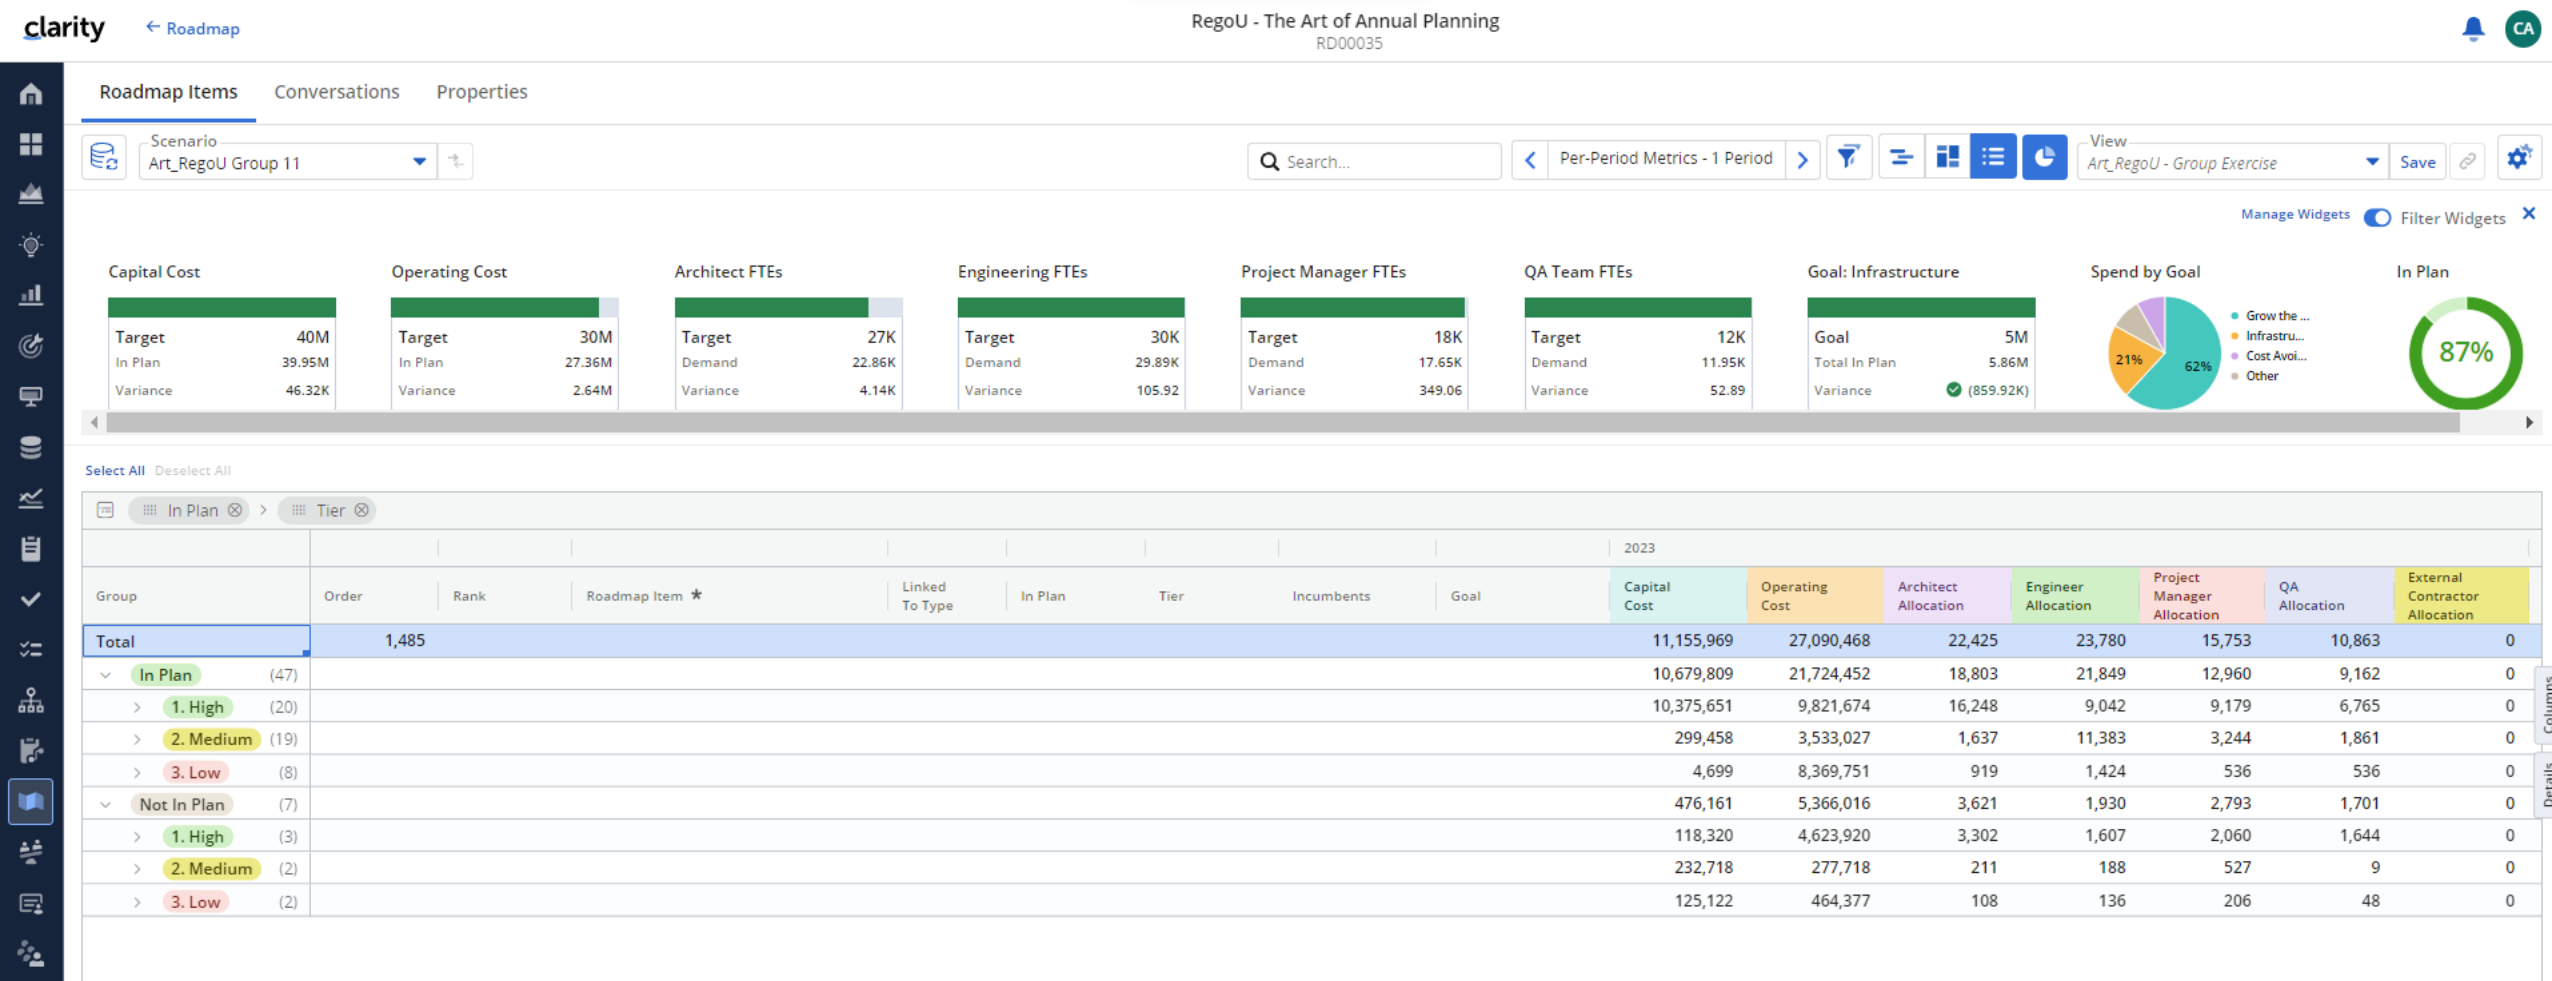 clarity
← Roadmap
RegoU - The Art of Annual Planning
RD00035
CA
Roadmap Items Conversations Properties
Scenario
Art_RegoU Group 11
Search...
Per-Period Metrics - 1 Period
View
Art_RegoU - Group Exercise
Save
Manage Widgets Filter Widgets
Capital Cost
Target 40M
In Plan 39.95M
Variance 46.32K
Operating Cost
Target 30M
In Plan 27.36M
Variance 2.64M
Architect FTEs
Target 27K
Demand 22.86K
Variance 4.14K
Engineering FTEs
Target 30K
Demand 29.89K
Variance 105.92
Project Manager FTEs
Target 18K
Demand 17.65K
Variance 349.06
QA Team FTEs
Target 12K
Demand 11.95K
Variance 52.89
Goal: Infrastructure
Goal 5M
Total In Plan 5.86M
Variance (859.92K)
Spend by Goal
21%
62%
Grow the ...
Infrastru...
Cost Avoi...
Other
In Plan
87%
Select All Deselect All
In Plan > Tier
2023
Group Order Rank Roadmap Item * Linked To Type In Plan Tier Incumbents Goal Capital Cost Operating Cost Architect Allocation Engineer Allocation Project Manager Allocation QA Allocation External Contractor Allocation
Total 1,485 11,155,969 27,090,468 22,425 23,780 15,753 10,863 0
In Plan (47) 10,679,809 21,724,452 18,803 21,849 12,960 9,162 0
1. High (20) 10,375,651 9,821,674 16,248 9,042 9,179 6,765 0
2. Medium (19) 299,458 3,533,027 1,637 11,383 3,244 1,861 0
3. Low (8) 4,699 8,369,751 919 1,424 536 536 0
Not In Plan (7) 476,161 5,366,016 3,621 1,930 2,793 1,701 0
1. High (3) 118,320 4,623,920 3,302 1,607 2,060 1,644 0
2. Medium (2) 232,718 277,718 211 188 527 9 0
3. Low (2) 125,122 464,377 108 136 206 48 0
Columns
Details